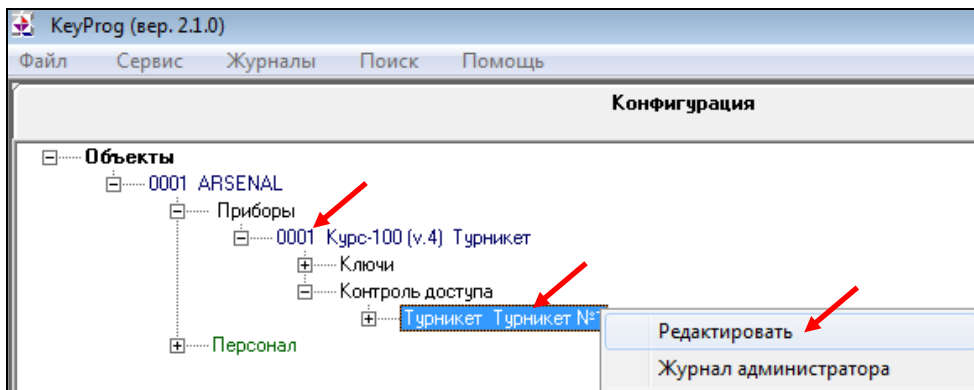 KeyProg (вер. 2.1.0)
Файл Сервис Журналы Поиск Помощь
Конфигурация
Объекты
0001 ARSENAL
Приборы
0001 Курс-100 (v.4) Турникет
Ключи
Контроль доступа
Турникет Турникет №
Редактировать
Персонал
Журнал администратора